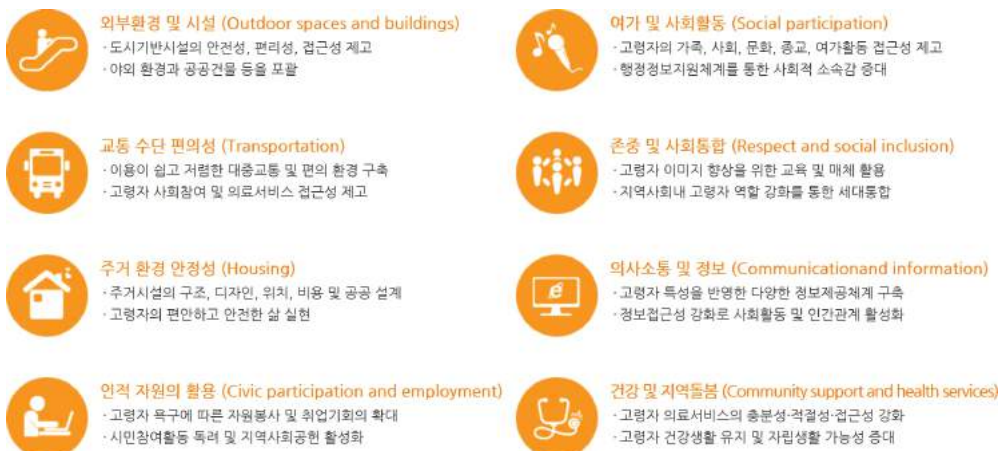 외부환경 및 시설 (Outdoor spaces and buildings)
· 도시기반시설의 안전성, 편리성, 접근성 제고
· 야외 환경과 공공건물 등을 포괄
교통 수단 편의성 (Transportation)
· 이용이 쉽고 저렴한 대중교통 및 편의 환경 구축
· 고령자 사회참여 및 의료서비스 접근성 제고
주거 환경 안정성 (Housing)
· 주거시설의 구조, 디자인, 위치, 비용 및 공공 설계
· 고령자의 편안하고 안전한 삶 실현
인적 자원의 활용 (Civic participation and employment)
· 고령자 욕구에 따른 자원봉사 및 취업기회의 확대
· 시민참여활동 독려 및 지역사회공헌 활성화
여가 및 사회활동 (Social participation)
· 고령자의 가족, 사회, 문화, 종교, 여가활동 접근성 제고
· 행정정보지원체계를 통한 사회적 소속감 증대
존중 및 사회통합 (Respect and social inclusion)
· 고령자 이미지 향상을 위한 교육 및 매체 활용
· 지역사회내 고령자 역할 강화를 통한 세대통합
의사소통 및 정보 (Communicationand information)
· 고령자 특성을 반영한 다양한 정보제공체계 구축
· 정보접근성 강화로 사회활동 및 인간관계 활성화
건강 및 지역돌봄 (Community support and health services)
· 고령자 의료서비스의 충분성·적절성·접근성 강화
· 고령자 건강생활 유지 및 자립생활 가능성 증대